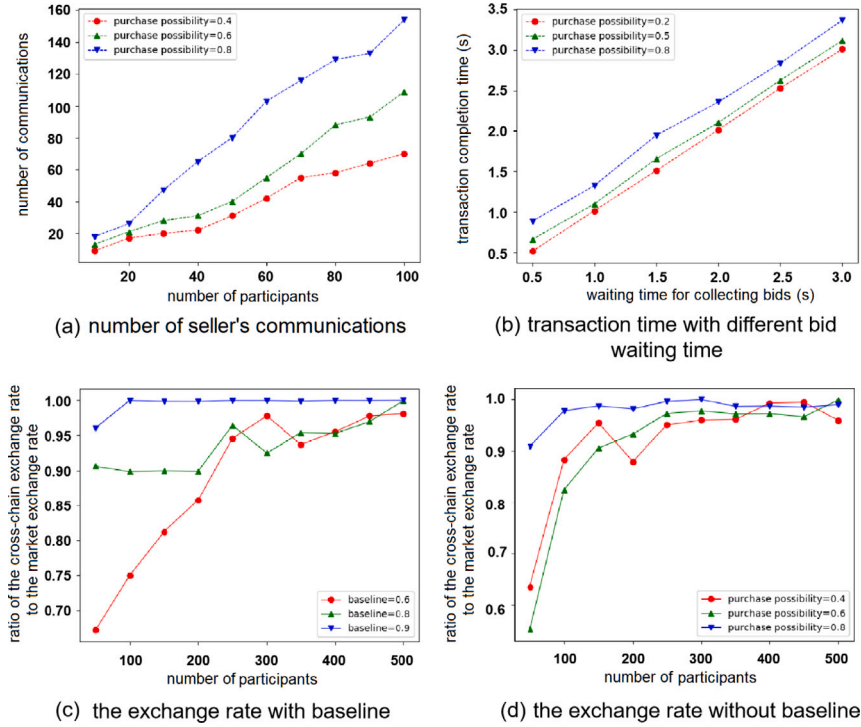 160
140
120
100
80
60
40
20
number of communications
purchase possibility=0.4
purchase possibility=0.6
purchase possibility=0.8
20
40
60
80
100
number of participants
(a) number of seller's communications
3.5
3.0
2.5
2.0
1.5
1.0
0.5
transaction completion time (s)
purchase possibility=0.2
purchase possibility=0.5
purchase possibility=0.8
0.5
1.0
1.5
2.0
2.5
3.0
waiting time for collecting bids (s)
(b) transaction time with different bid
waiting time
1.00
0.95
0.90
0.85
0.80
0.75
0.70
ratio of the cross-chain exchange rate
to the market exchange rate
baseline=0.6
baseline=0.8
baseline=0.9
100
200
300
400
500
number of participants
(c) the exchange rate with baseline
1.0
0.9
0.8
0.7
0.6
ratio of the cross-chain exchange rate
to the market exchange rate
purchase possibility=0.4
purchase possibility=0.6
purchase possibility=0.8
100
200
300
400
500
number of participants
(d) the exchange rate without baseline